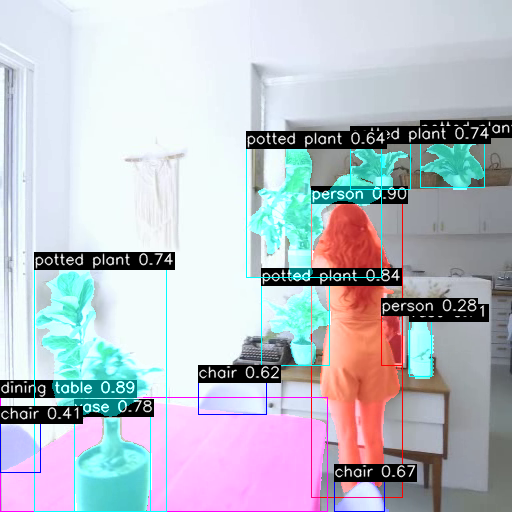 potted plant 0.74
potted plant 0.64
person 0.90
potted plant 0.84
person 0.28
potted plant 0.74
chair 0.62
dining table 0.89
vase 0.78
chair 0.41
chair 0.67